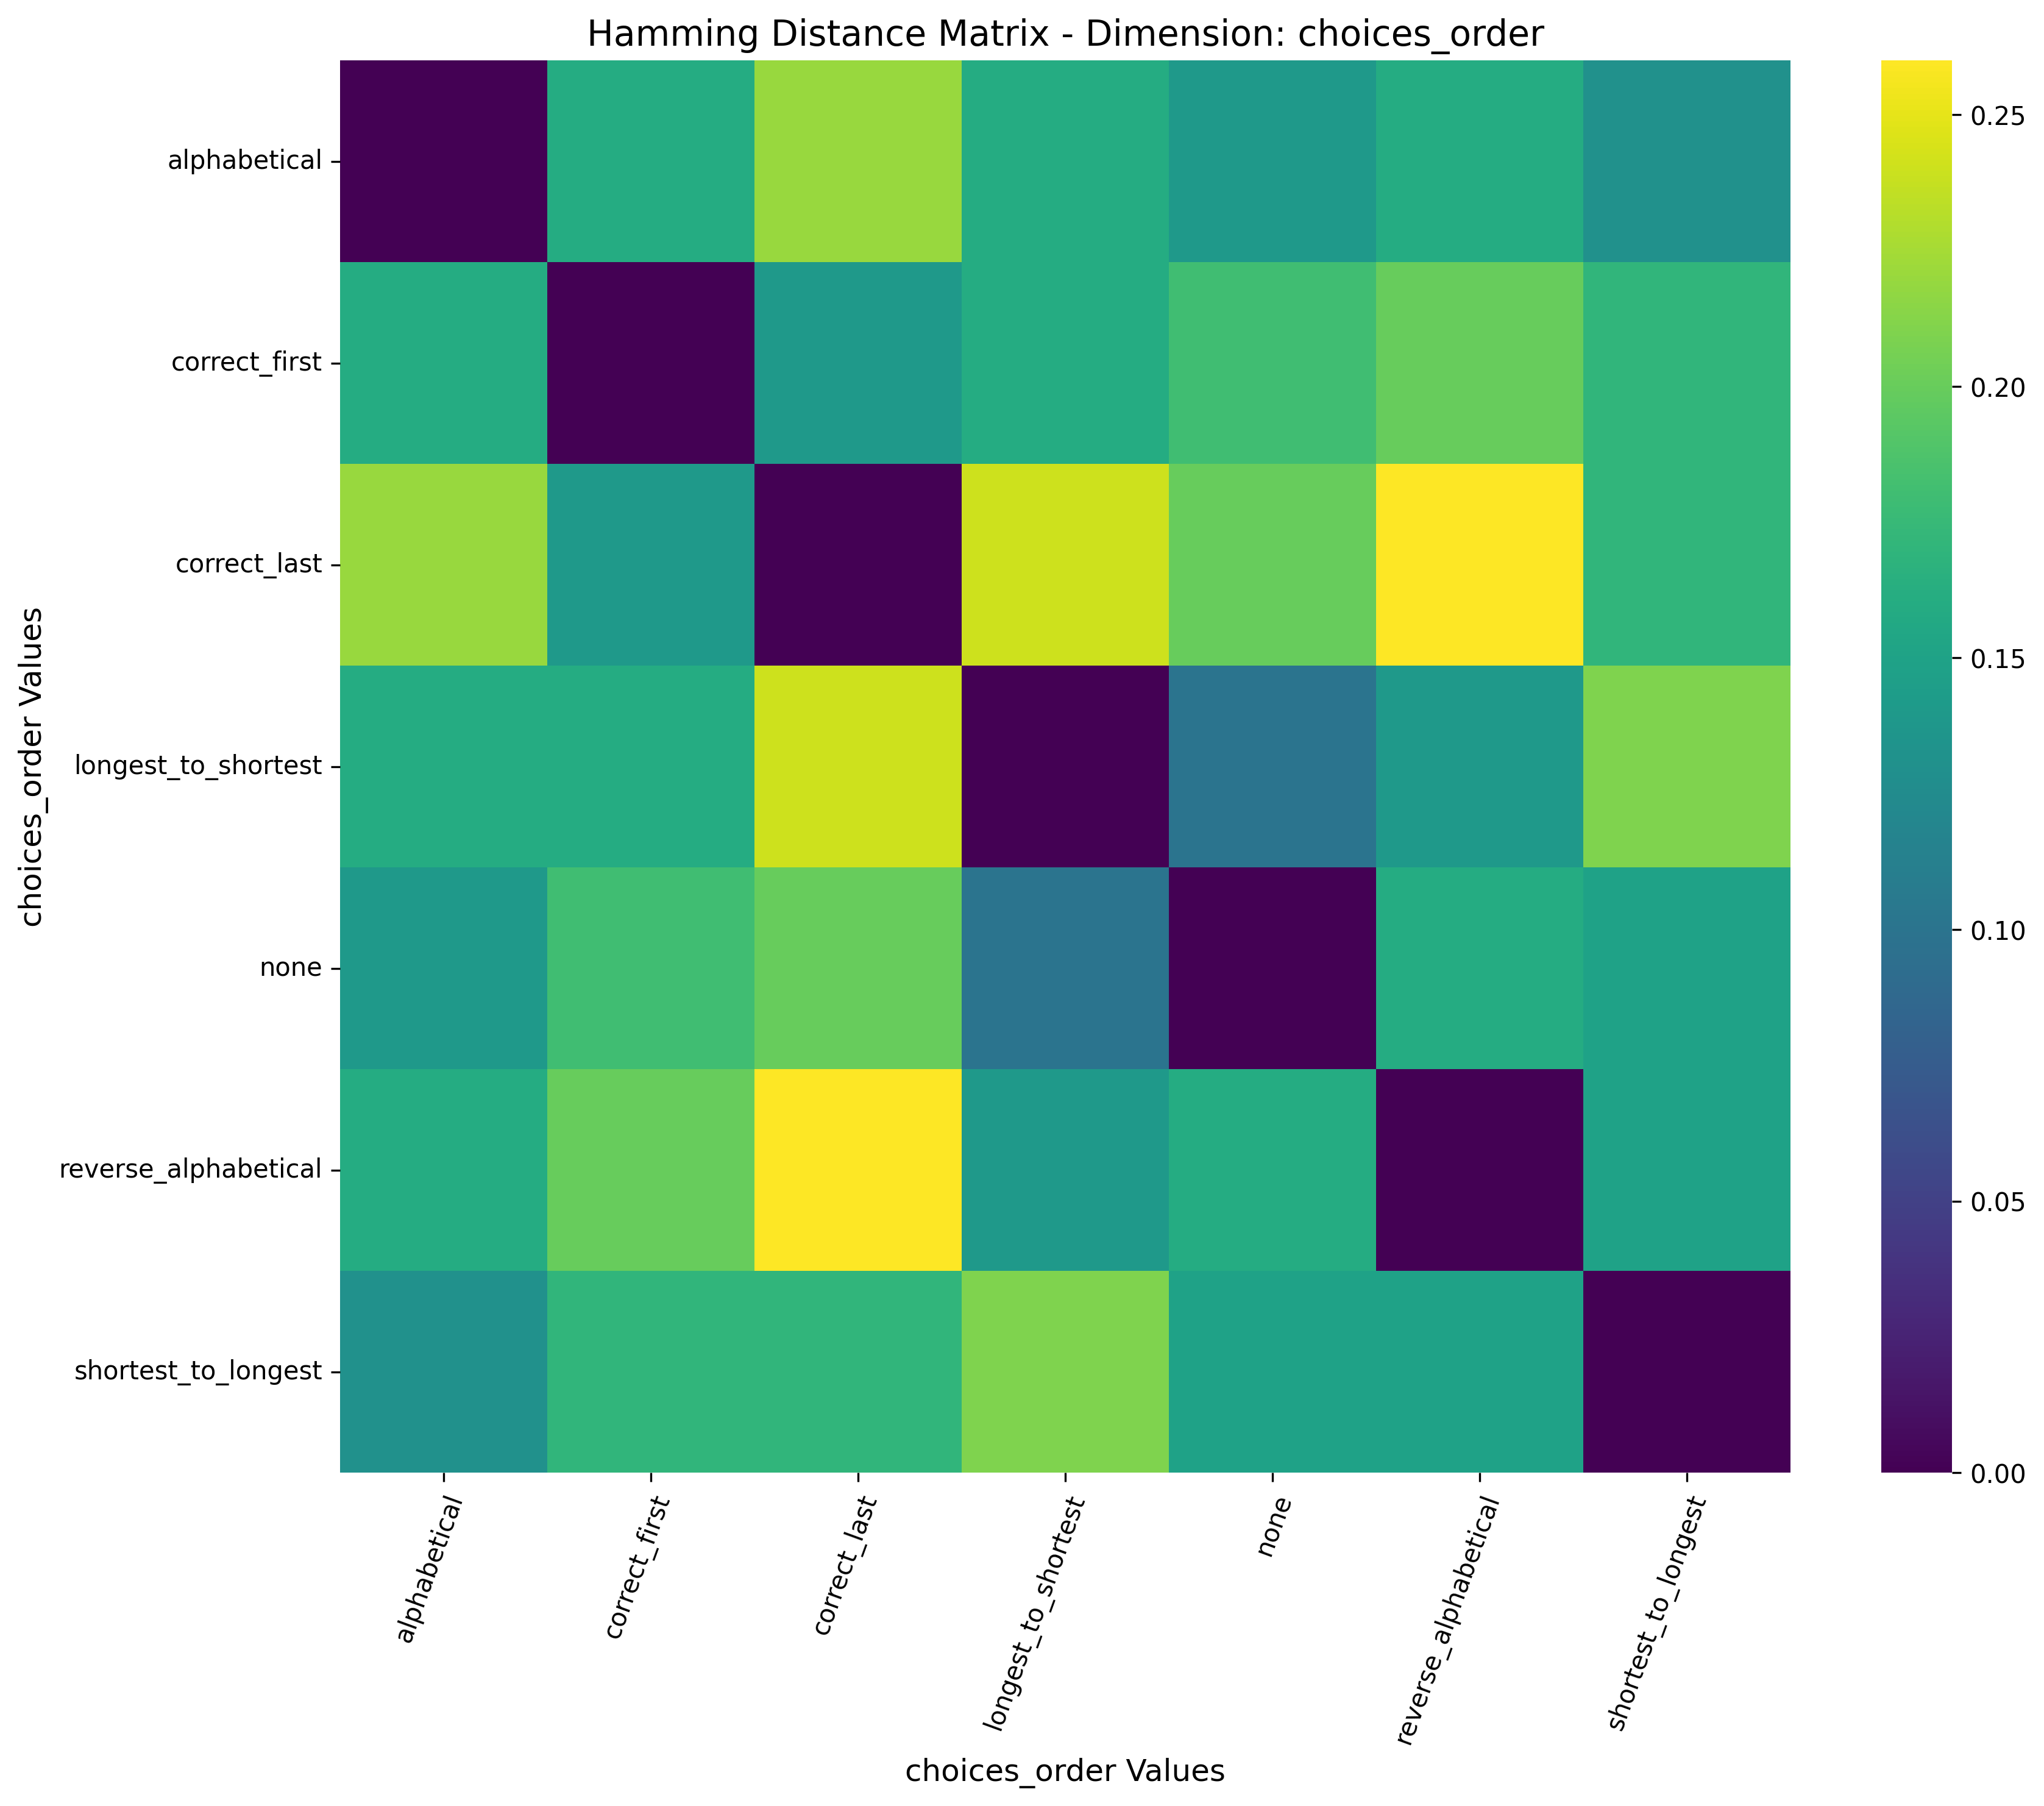 Hamming Distance Matrix - Dimension: choices_order
choices_order Values
alphabetical
correct_first
correct_last
longest_to_shortest
none
reverse_alphabetical
shortest_to_longest
alphabetical
correct_first
correct_last
longest_to_shortest
none
reverse_alphabetical
shortest_to_longest
choices_order Values
0.25
0.20
0.15
0.10
0.05
0.00